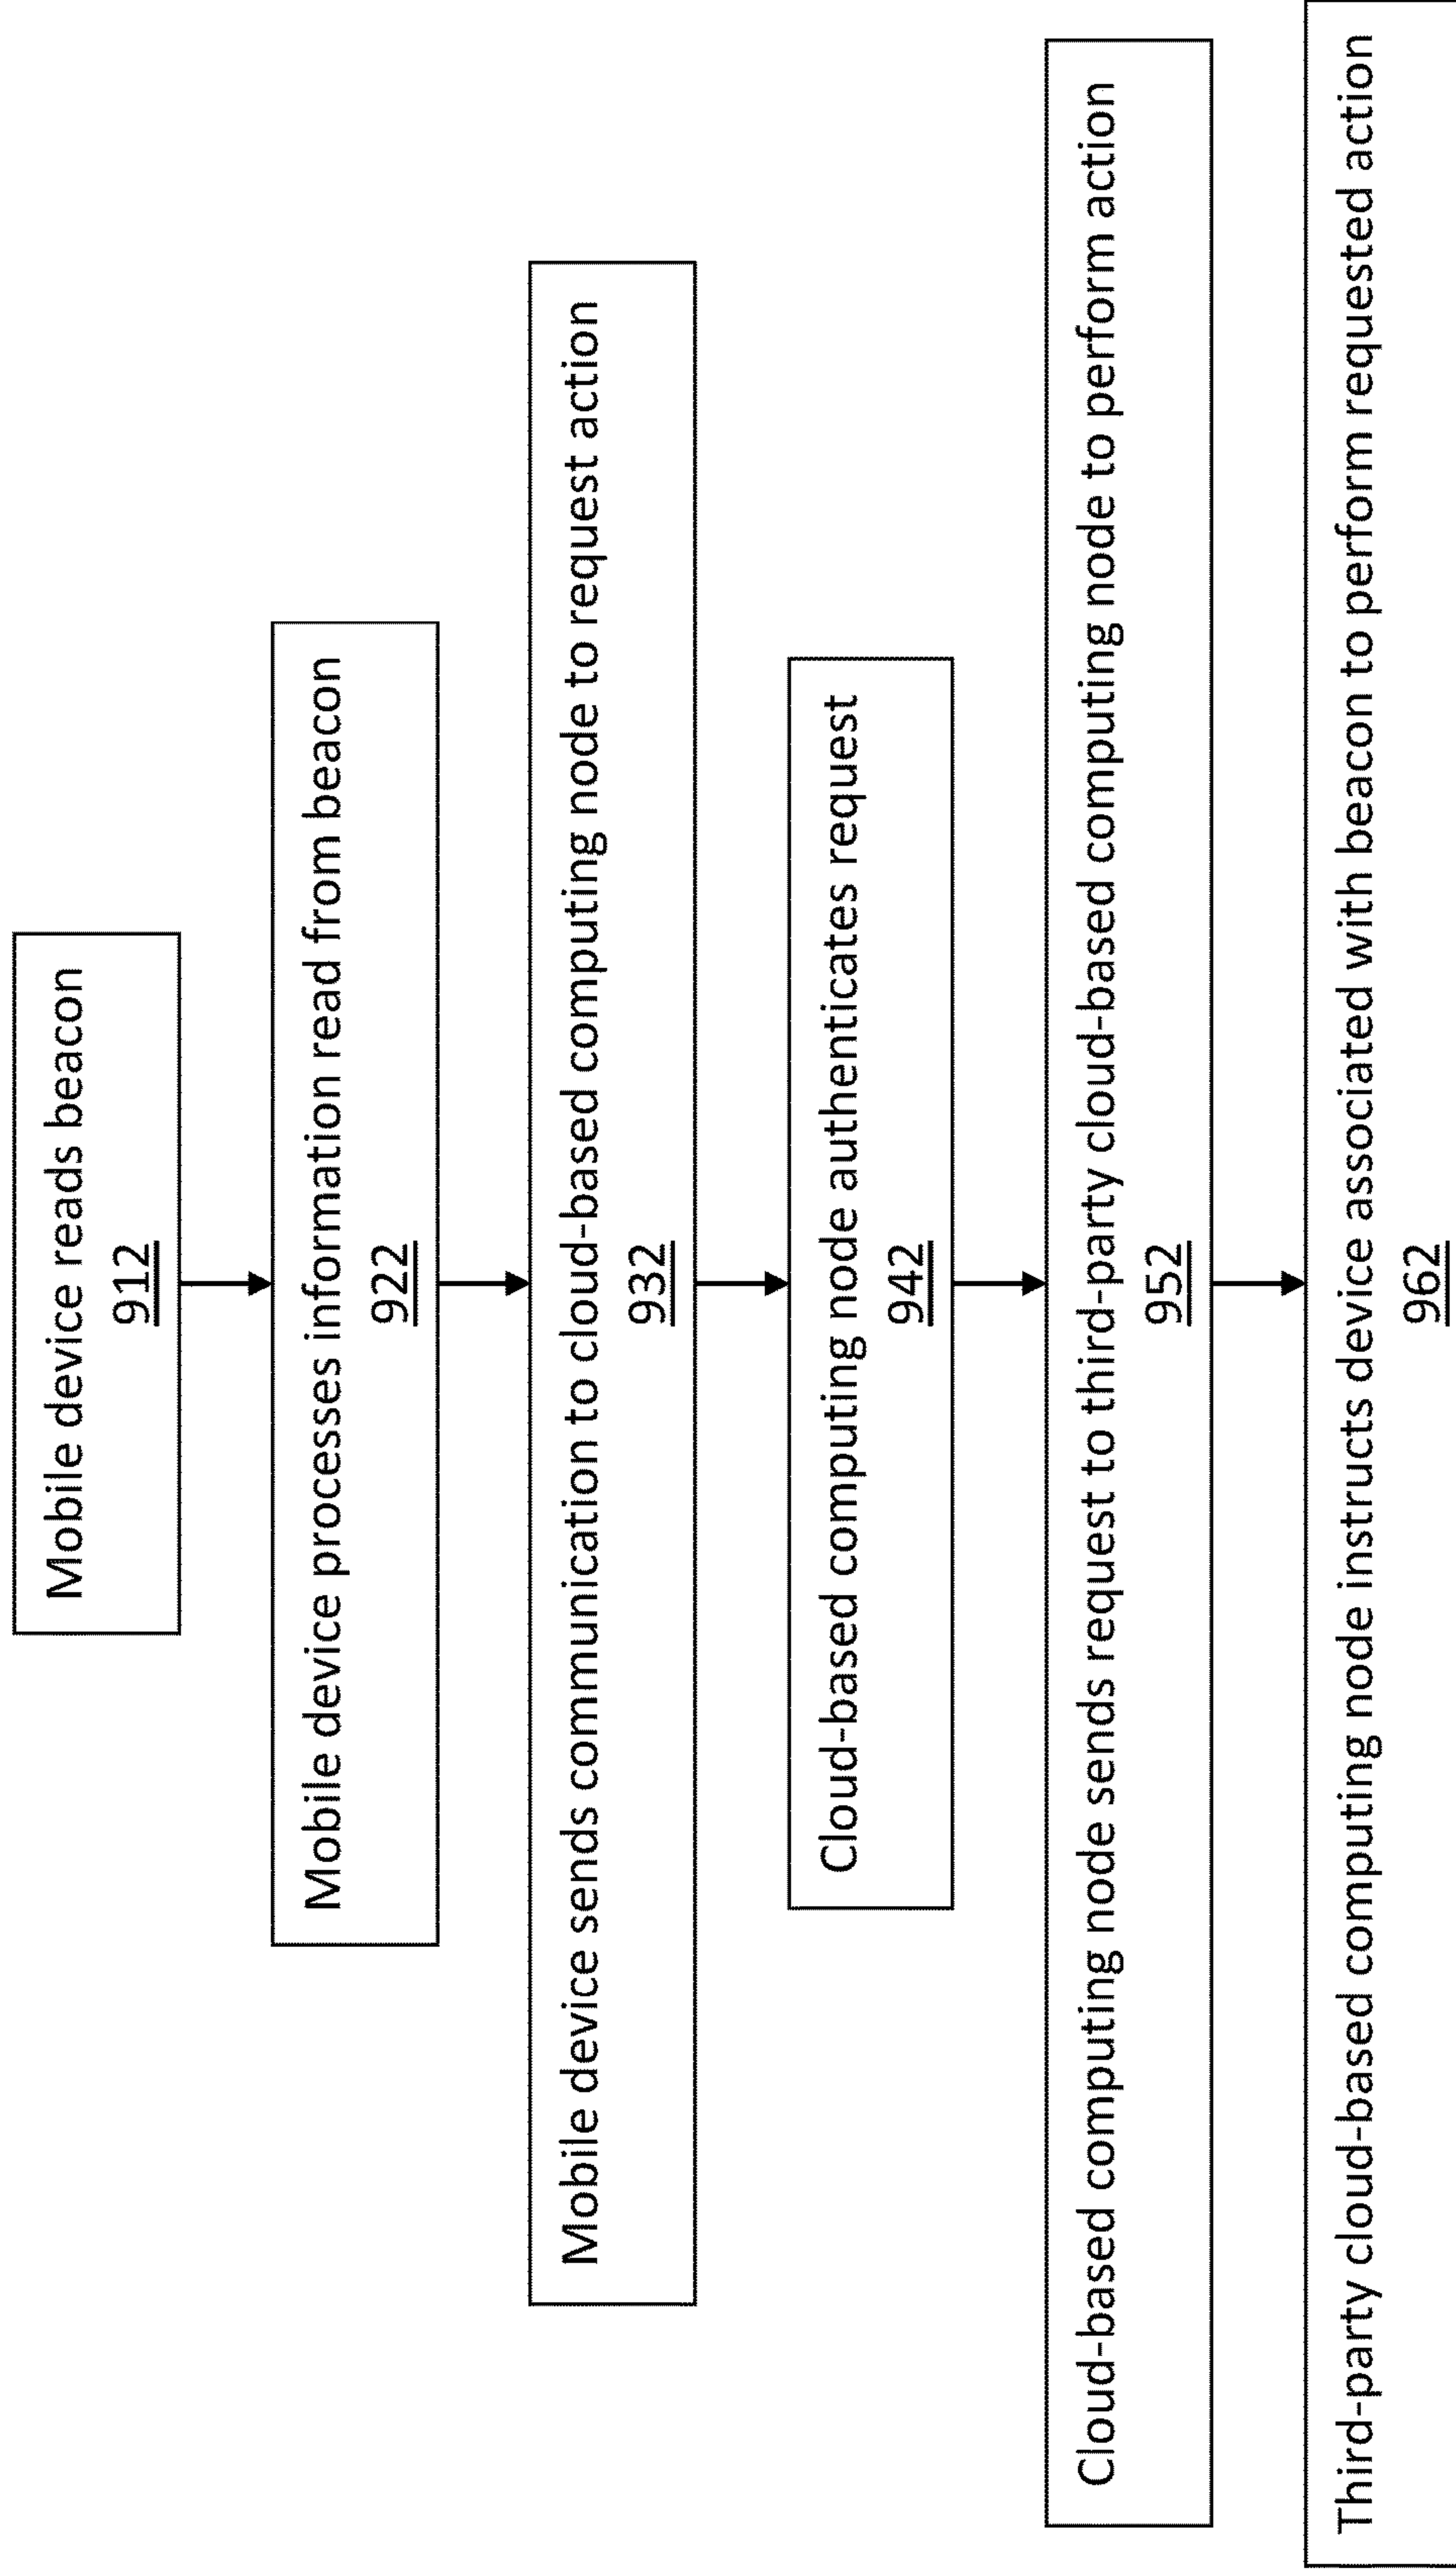 Mobile device reads beacon
912
Mobile device processes information read from beacon
922
Mobile device sends communication to cloud-based computing node to request action
932
Cloud-based computing node authenticates request
942
Cloud-based computing node sends request to third-party cloud-based computing node to perform action
952
Third-party cloud-based computing node instructs device associated with beacon to perform requested action
962